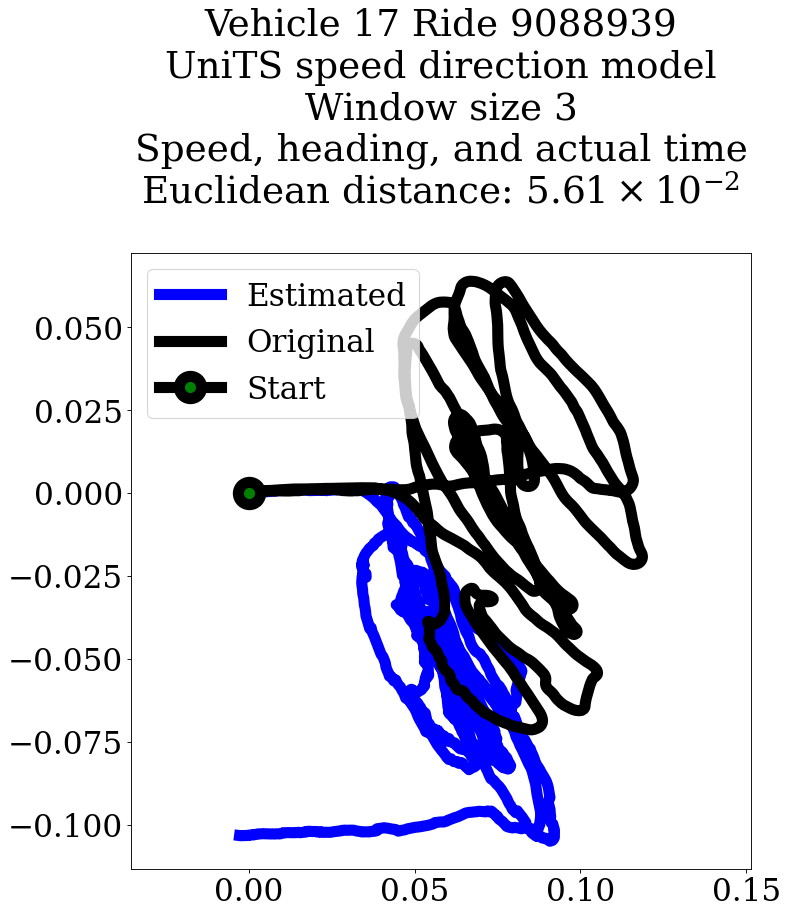 Vehicle 17 Ride 9088939
UniTS speed direction model
Window size 3
Speed, heading, and actual time
Euclidean distance: 5.61 × 10⁻²
Estimated
Original
Start
0.050
0.025
0.000
−0.025
−0.050
−0.075
−0.100
0.00 0.05 0.10 0.15